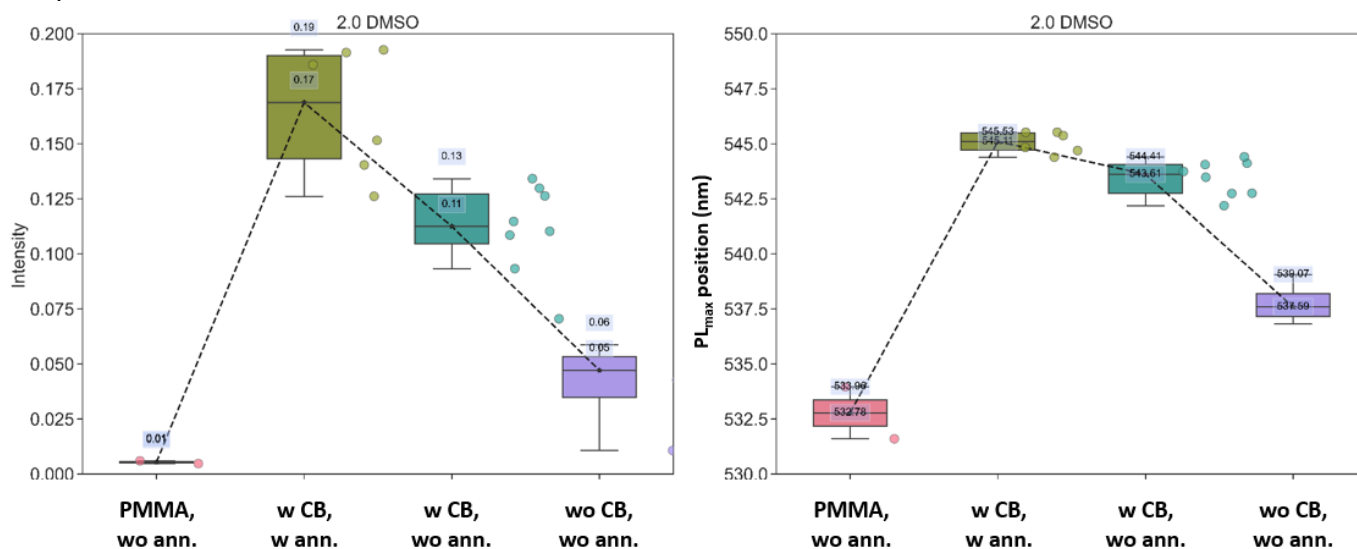 2.0 DMSO
Intensity
0.200
0.175
0.150
0.125
0.100
0.075
0.050
0.025
0.000
0.01
0.19
0.17
0.13
0.11
0.06
0.05
PMMA,
wo ann.
w CB,
w ann.
w CB,
wo ann.
wo CB,
wo ann.
2.0 DMSO
PLmax position (nm)
550.0
547.5
545.0
542.5
540.0
537.5
535.0
532.5
530.0
533.96
532.78
545.53
545.11
544.41
543.61
539.07
537.59
PMMA,
wo ann.
w CB,
w ann.
w CB,
wo ann.
wo CB,
wo ann.